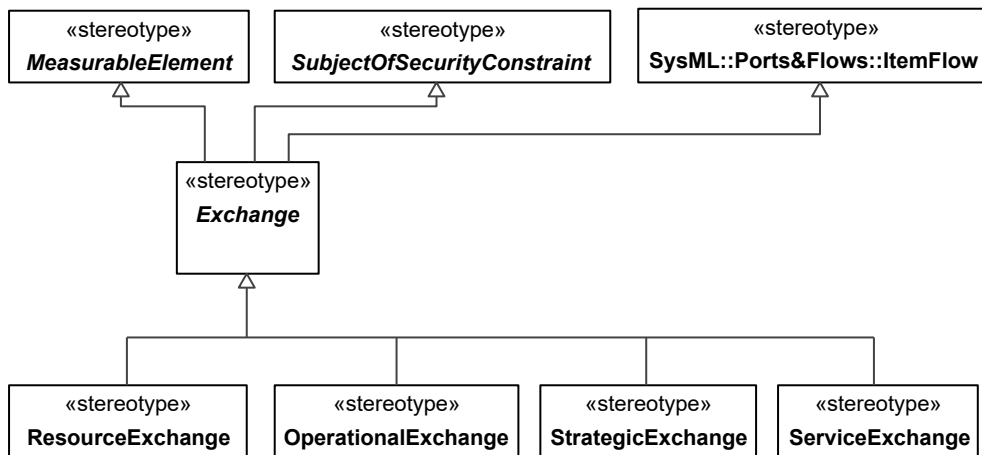 «stereotype»
MeasurableElement
«stereotype»
SubjectOfSecurityConstraint
«stereotype»
SysML::Ports&Flows::ItemFlow
«stereotype»
Exchange
«stereotype»
ResourceExchange
«stereotype»
OperationalExchange
«stereotype»
StrategicExchange
«stereotype»
ServiceExchange